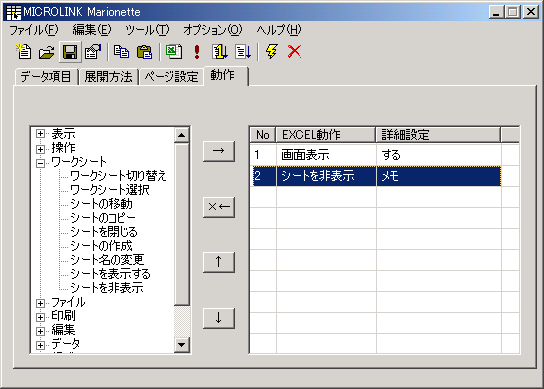 MICROLINK Marionette
ファイル(F) 編集(E) ツール(T) オプション(O) ヘルプ(H)
データ項目 展開方法 ページ設定 動作
表示
操作
ワークシート
ワークシート切り替え
ワークシート選択
シートの移動
シートのコピー
シートを閉じる
シートの作成
シート名の変更
シートを表示する
シートを非表示
ファイル
印刷
編集
データ
→
×←
↑
↓
No EXCEL動作 詳細設定
1 画面表示 する
2 シートを非表示 メモ